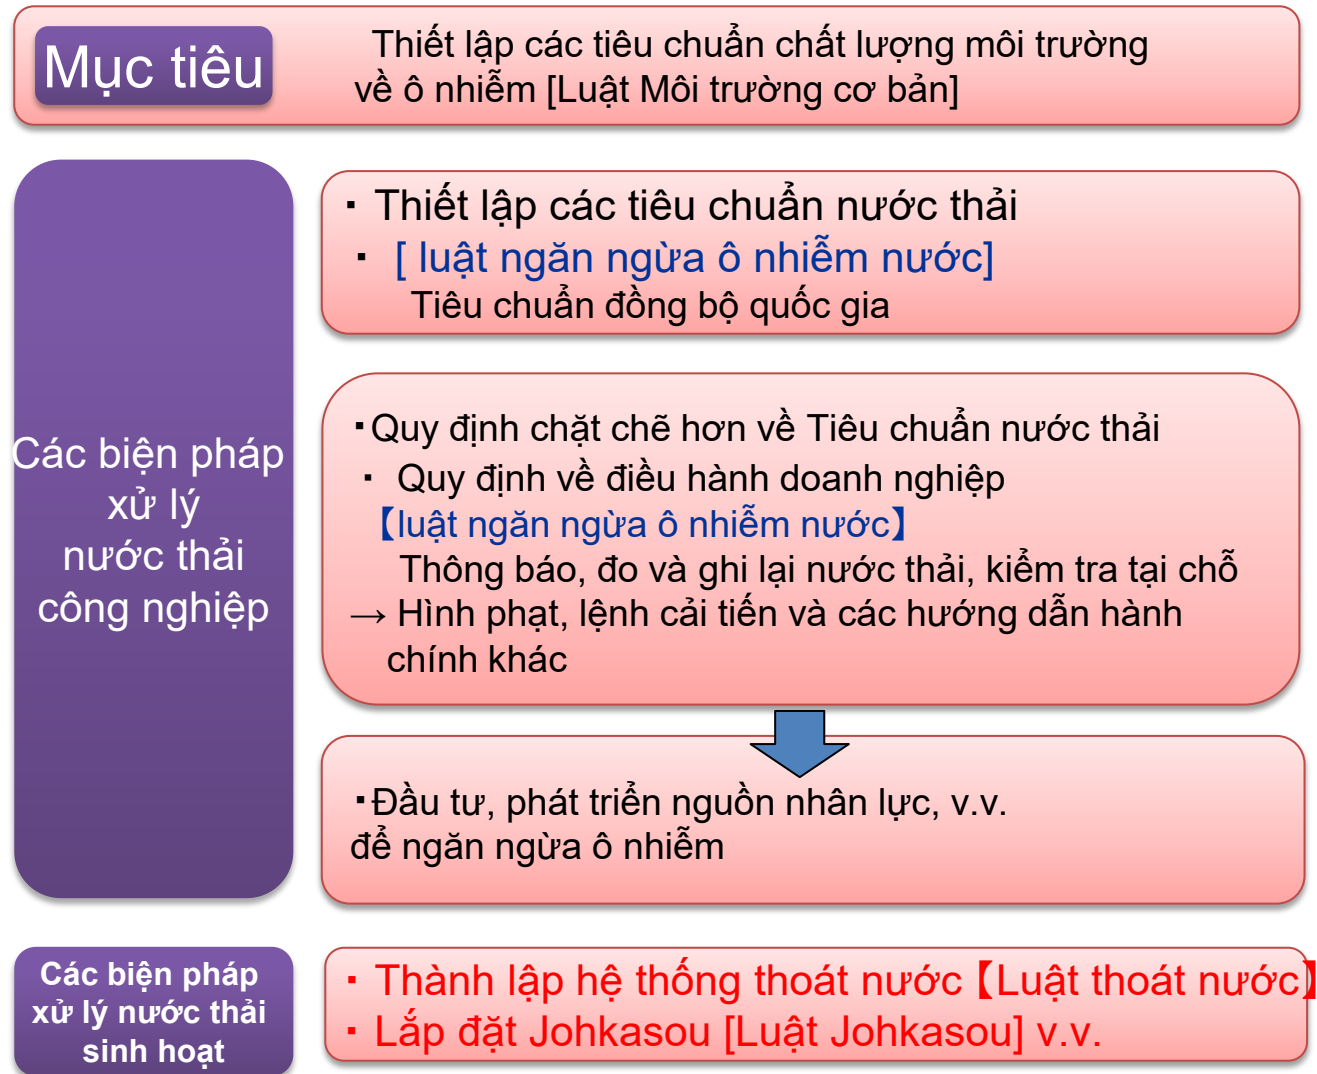 Mục tiêu
Thiết lập các tiêu chuẩn chất lượng môi trường
về ô nhiễm [Luật Môi trường cơ bản]
Các biện pháp
xử lý
nước thải
công nghiệp
▪ Thiết lập các tiêu chuẩn nước thải
▪ [ luật ngăn ngừa ô nhiễm nước]
Tiêu chuẩn đồng bộ quốc gia
▪Quy định chặt chẽ hơn về Tiêu chuẩn nước thải
▪ Quy định về điều hành doanh nghiệp
【luật ngăn ngừa ô nhiễm nước】
Thông báo, đo và ghi lại nước thải, kiểm tra tại chỗ
→ Hình phạt, lệnh cải tiến và các hướng dẫn hành
chính khác
▪Đầu tư, phát triển nguồn nhân lực, v.v.
để ngăn ngừa ô nhiễm
Các biện pháp
xử lý nước thải
sinh hoạt
▪ Thành lập hệ thống thoát nước【Luật thoát nước】
▪ Lắp đặt Johkasou [Luật Johkasou] v.v.